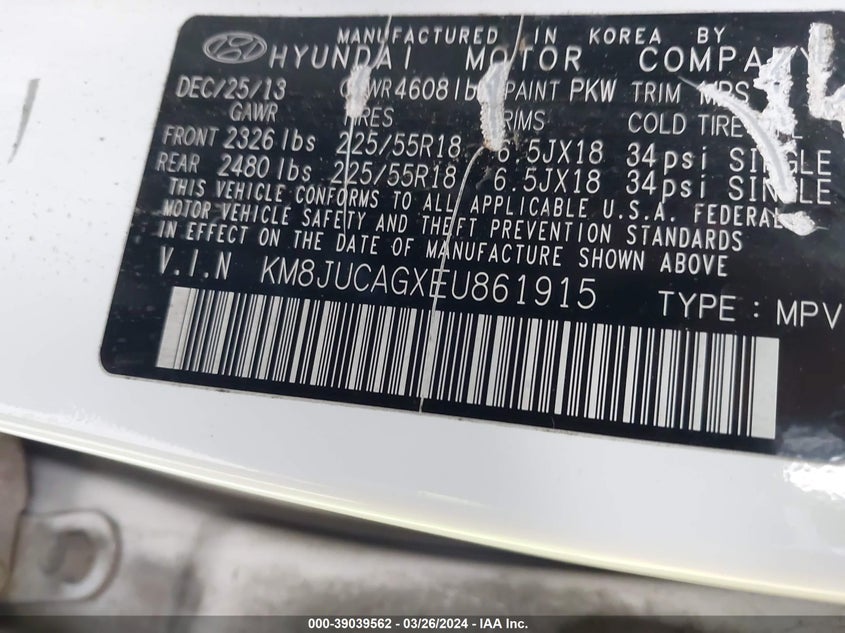 MANUFACTURED IN KOREA BY
HYUNDAI MOTOR COMPANY
DEC/25/13 GVWR 4608 lbs PAINT PKW TRIM MPS
GAWR TIRES RIMS COLD TIRE
FRONT 2326 lbs 225/55R18 6.5JX18 34psi SINGLE
REAR 2480 lbs 225/55R18 6.5JX18 34psi SINGLE
THIS VEHICLE CONFORMS TO ALL APPLICABLE U.S.A. FEDERAL
MOTOR VEHICLE SAFETY AND THEFT PREVENTION STANDARDS
IN EFFECT ON THE DATE OF MANUFACTURE SHOWN ABOVE
V.I.N KM8JUCAGXEU861915 TYPE : MPV
000-39039562 - 03/26/2024 - IAA Inc.